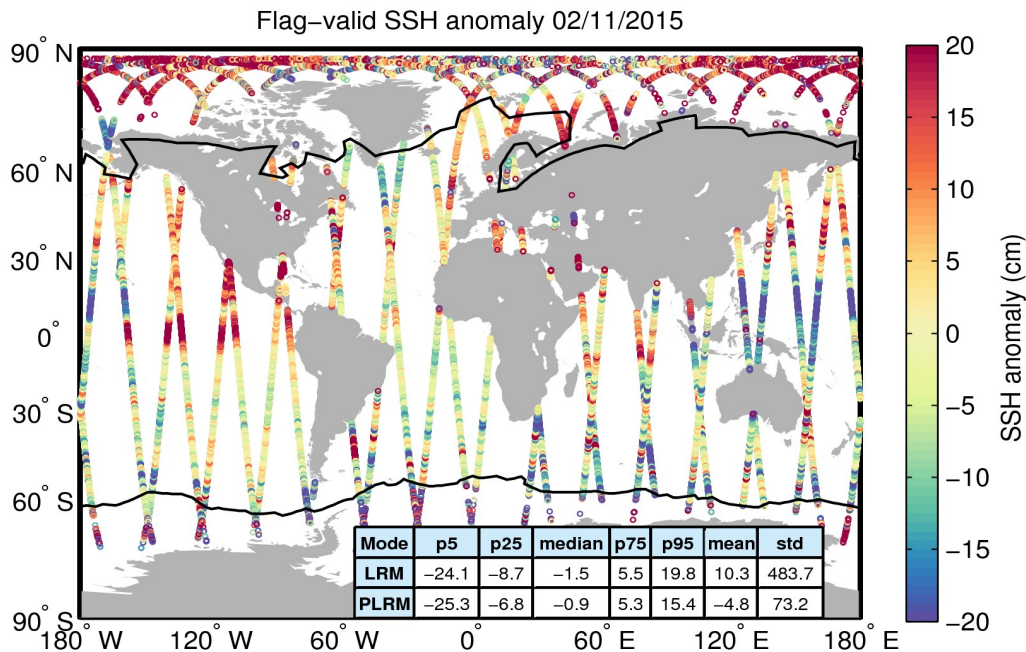 Flag−valid SSH anomaly 02/11/2015
90° N
60° N
30° N
0°
30° S
60° S
90° S
180° W
120° W
60° W
0°
60° E
120° E
180° E
Mode p5 p25 median p75 p95 mean std
LRM −24.1 −8.7 −1.5 5.5 19.8 10.3 483.7
PLRM −25.3 −6.8 −0.9 5.3 15.4 −4.8 73.2
20
15
10
5
0
−5
−10
−15
−20
SSH anomaly (cm)